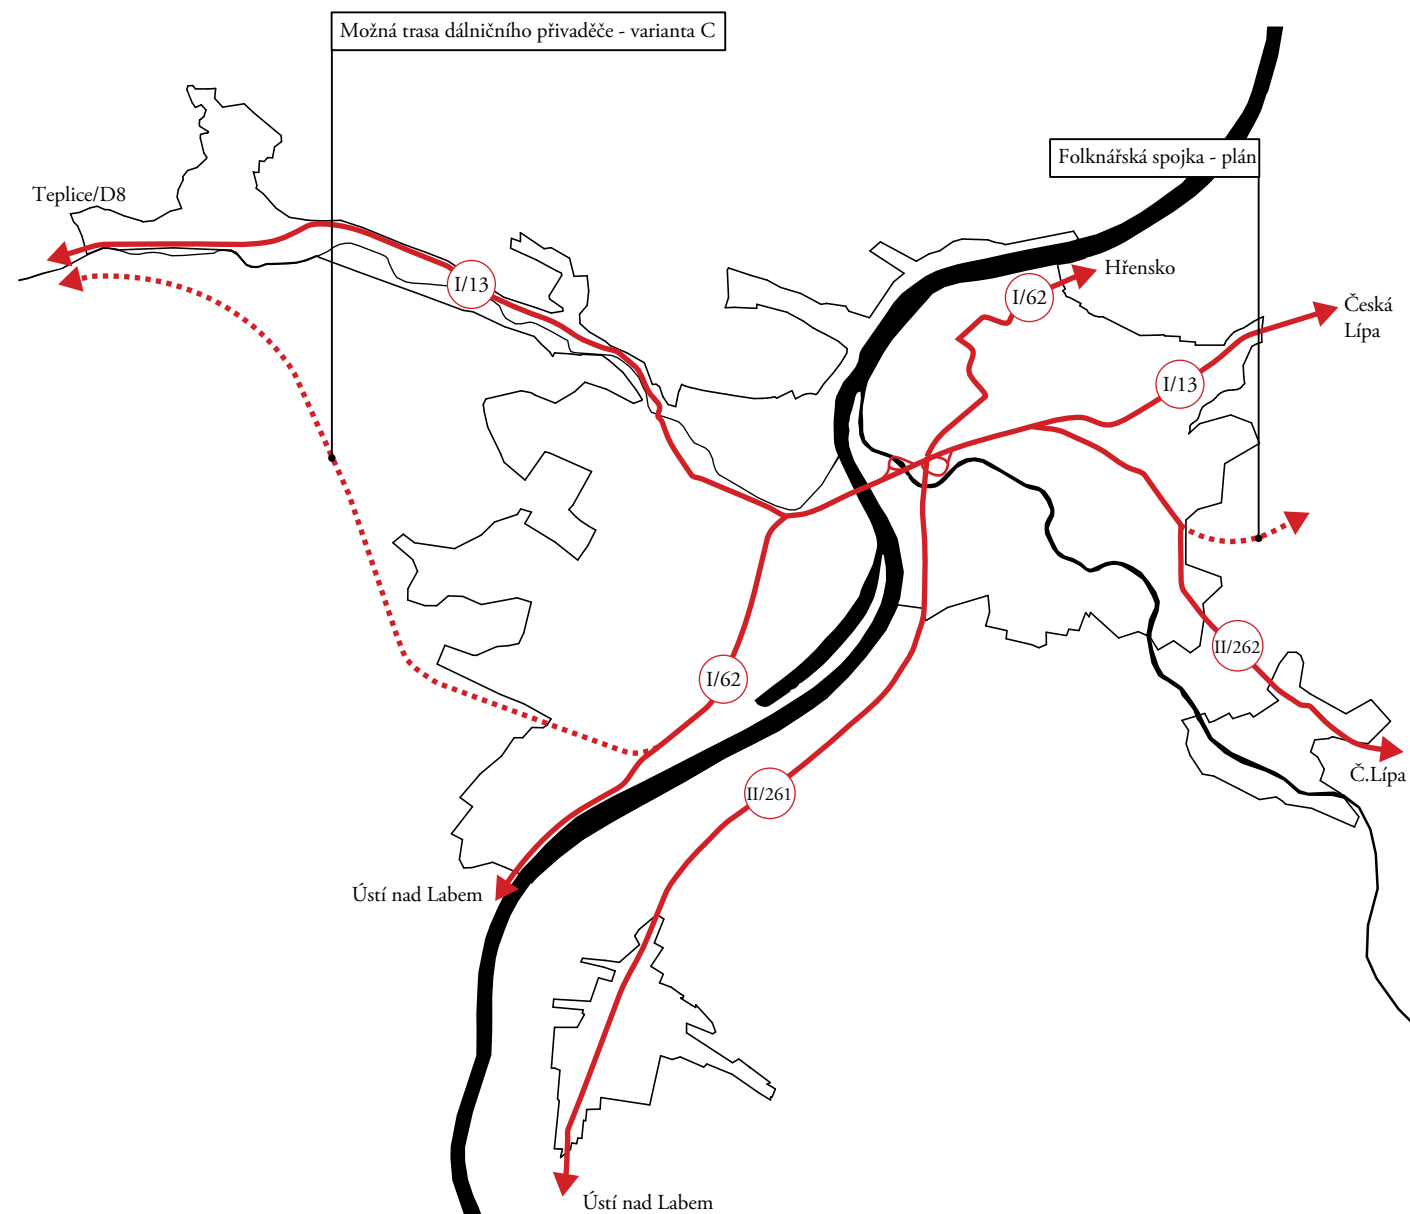 Možná trasa dálničního přivaděče - varianta C
Folknářská spojka - plán
Teplice/D8
Hřensko
I/13
I/62
Česká
Lípa
I/13
II/262
I/62
Č.Lípa
II/261
Ústí nad Labem
Ústí nad Labem